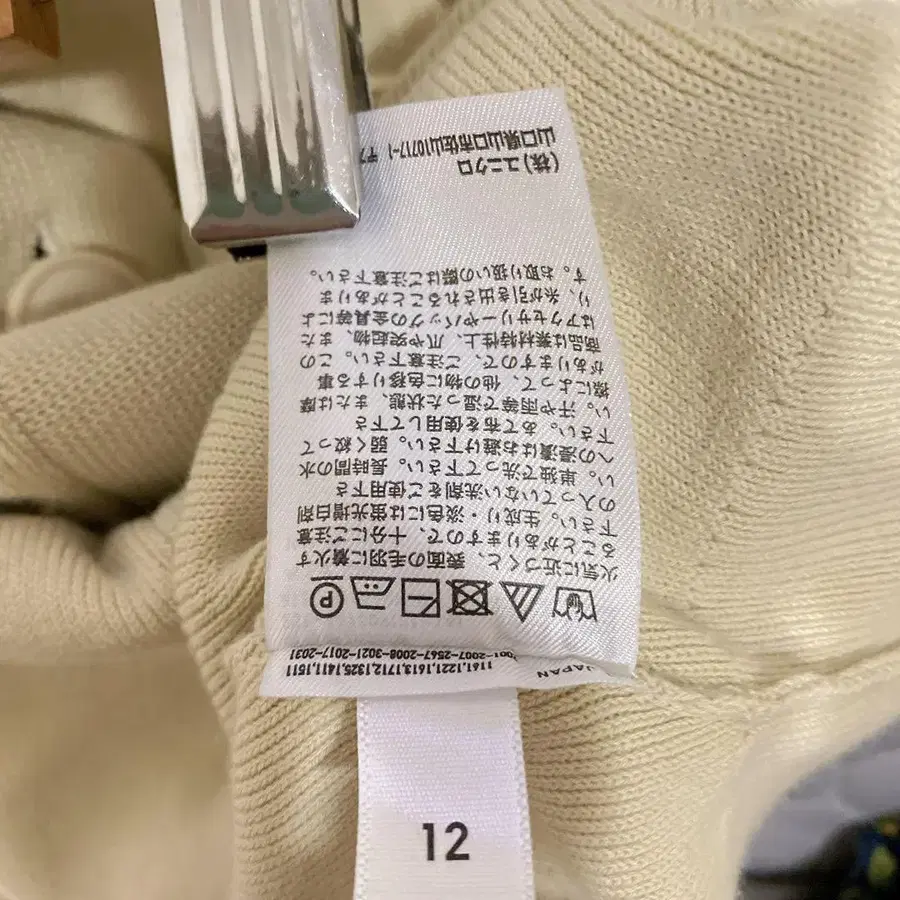 12
JAPAN
1161,1221,1613,1712,1325,1411,1511
2001-2007-2567-2008-3021-2017-2031
P
火気に近づくと、表面の毛羽に着火す
ることがありますので、十分にご注意
下さい。生成り・淡色には蛍光増白剤
の入っていない洗剤をご使用下さ
い。単独で洗って下さい。長時間の水
への浸漬はお避け下さい。弱く絞って
下さい。あて布を使用して下さ
い。汗や雨等で湿った状態、または摩
擦によって、他の物に色移りする事
がありますので、ご注意下さい。この
商品は素材特性上、爪や突起物、また
はアクセサリーやバッグの金具等によ
り、糸が引き出されることがありま
す。お取り扱いの際はご注意下さい。
(株)ユニクロ
山口県山口市佐山10717-1 〒7